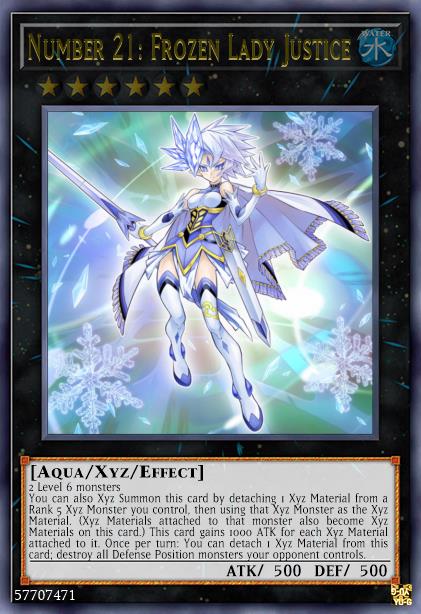 Number 21: Frozen Lady Justice
WATER
水
[Aqua/Xyz/Effect]
2 Level 6 monsters
You can also Xyz Summon this card by detaching 1 Xyz Material from a
Rank 5 Xyz Monster you control, then using that Xyz Monster as the Xyz
Material. (Xyz Materials attached to that monster also become Xyz
Materials on this card.) This card gains 1000 ATK for each Xyz Material
attached to it. Once per turn: You can detach 1 Xyz Material from this
card; destroy all Defense Position monsters your opponent controls.
ATK/ 500 DEF/ 500
57707471